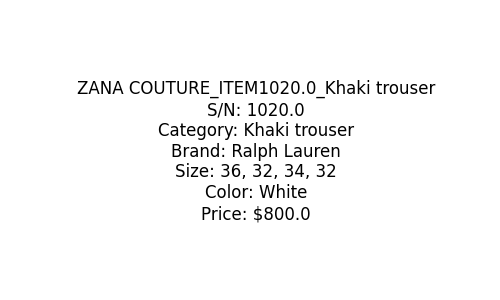 ZANA COUTURE_ITEM1020.0_Khaki trouser
S/N: 1020.0
Category: Khaki trouser
Brand: Ralph Lauren
Size: 36, 32, 34, 32
Color: White
Price: $800.0